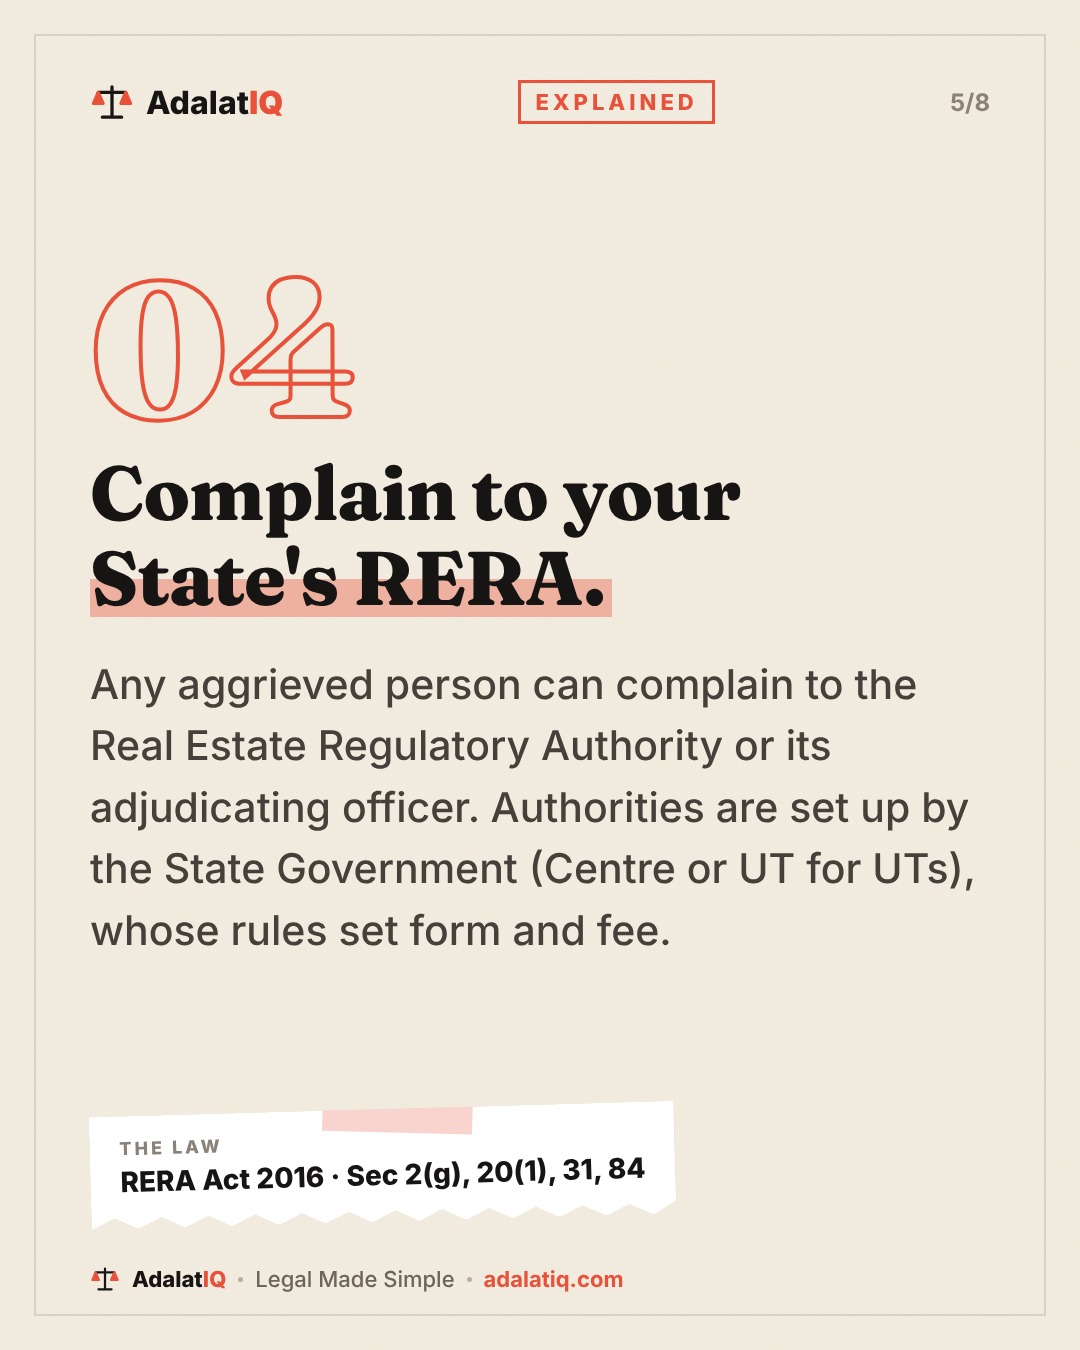 AdalatIQ
EXPLAINED
5/8
04
Complain to your
State's RERA.
Any aggrieved person can complain to the
Real Estate Regulatory Authority or its
adjudicating officer. Authorities are set up by
the State Government (Centre or UT for UTs),
whose rules set form and fee.
THE LAW
RERA Act 2016 · Sec 2(g), 20(1), 31, 84
AdalatIQ • Legal Made Simple • adalatiq.com